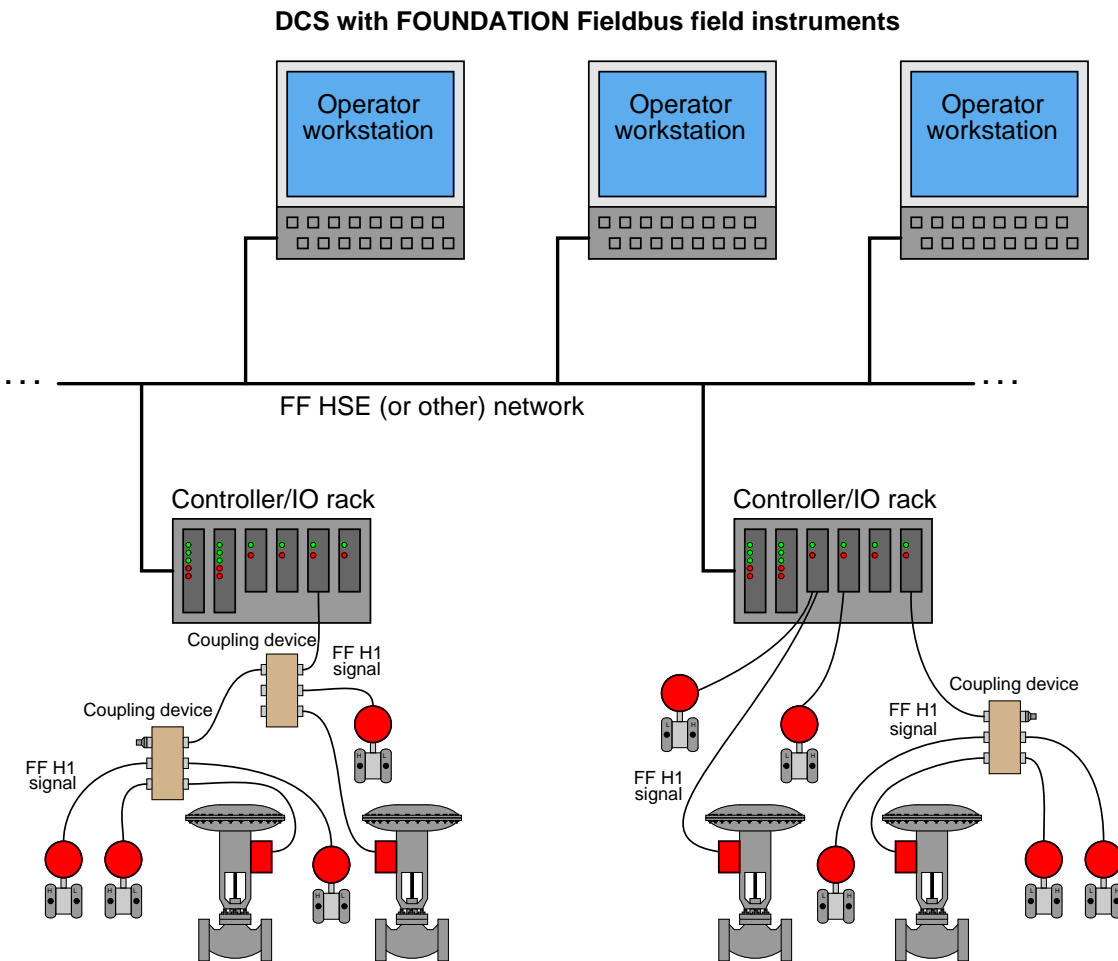 DCS with FOUNDATION Fieldbus field instruments
Operator
workstation
Operator
workstation
Operator
workstation
. . .
. . .
FF HSE (or other) network
Controller/IO rack
Controller/IO rack
Coupling device
FF H1
signal
Coupling device
FF H1
signal
Coupling device
FF H1
signal
FF H1
signal
H L
H L
H L
H L
L H
L H
L H
L H
L H